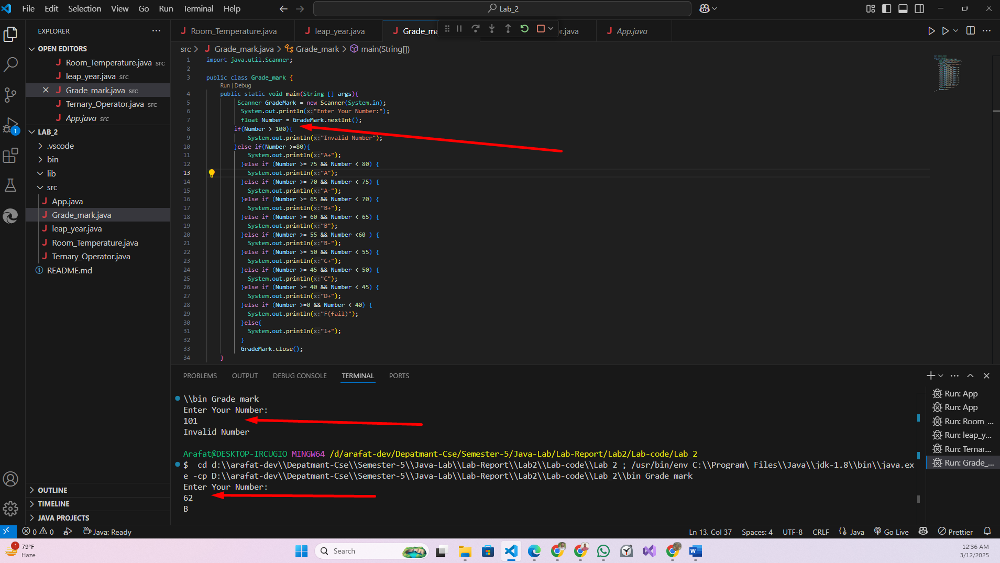 File Edit Selection View Go Run Terminal Help
Lab_2
EXPLORER
OPEN EDITORS
Room_Temperature.java src
leap_year.java src
Grade_mark.java src
Ternary_Operator.java src
App.java src
LAB_2
.vscode
bin
lib
src
App.java
Grade_mark.java
leap_year.java
Room_Temperature.java
Ternary_Operator.java
README.md
OUTLINE
TIMELINE
JAVA PROJECTS
1
Room_Temperature.java
leap_year.java
Grade_ma
or.java
App.java
src > Grade_mark.java > Grade_mark > main(String[])
1 import java.util.Scanner;
2
3 public class Grade_mark {
Run | Debug
4 public static void main(String [] args){
5 Scanner GradeMark = new Scanner(System.in);
6 System.out.println(x:"Enter Your Number:");
7 float Number = GradeMark.nextInt();
8 if(Number > 100){
9 System.out.println(x:"Invalid Number");
10 }else if(Number >=80){
11 System.out.println(x:"A+");
12 }else if (Number >= 75 && Number < 80) {
13 System.out.println(x:"A");
14 }else if (Number >= 70 && Number < 75) {
15 System.out.println(x:"A-");
16 }else if (Number >= 65 && Number < 70) {
17 System.out.println(x:"B+");
18 }else if (Number >= 60 && Number < 65) {
19 System.out.println(x:"B");
20 }else if (Number >= 55 && Number <60 ) {
21 System.out.println(x:"B-");
22 }else if (Number >= 50 && Number < 55) {
23 System.out.println(x:"C+");
24 }else if (Number >= 45 && Number < 50) {
25 System.out.println(x:"C");
26 }else if (Number >= 40 && Number < 45) {
27 System.out.println(x:"D+");
28 }else if (Number >=0 && Number < 40) {
29 System.out.println(x:"F(fail)");
30 }else{
31 System.out.println(x:"1+");
32 }
33 GradeMark.close();
34 }
PROBLEMS OUTPUT DEBUG CONSOLE TERMINAL PORTS
\\bin Grade_mark
Enter Your Number:
101
Invalid Number
Arafat@DESKTOP-IRCUGIO MINGW64 /d/arafat-dev/Depatmant-Cse/Semester-5/Java-Lab/Lab-Report/Lab2/Lab-code/Lab_2
$ cd d:\\arafat-dev\\Depatmant-Cse\\Semester-5\\Java-Lab\\Lab-Report\\Lab2\\Lab-code\\Lab_2 ; /usr/bin/env C:\\Program\ Files\\Java\\jdk-1.8\\bin\\java.ex
e -cp D:\\arafat-dev\\Depatmant-Cse\\Semester-5\\Java-Lab\\Lab-Report\\Lab2\\Lab-code\\Lab_2\\bin Grade_mark
Enter Your Number:
62
B
Run: App
Run: App
Run: Room_...
Run: leap_y...
Run: Ternar...
Run: Grade_...
0 0 Java: Ready
Ln 13, Col 37 Spaces: 4 UTF-8 CRLF Java Go Live Prettier
1
79°F
Haze
Search
12:36 AM
3/12/2025